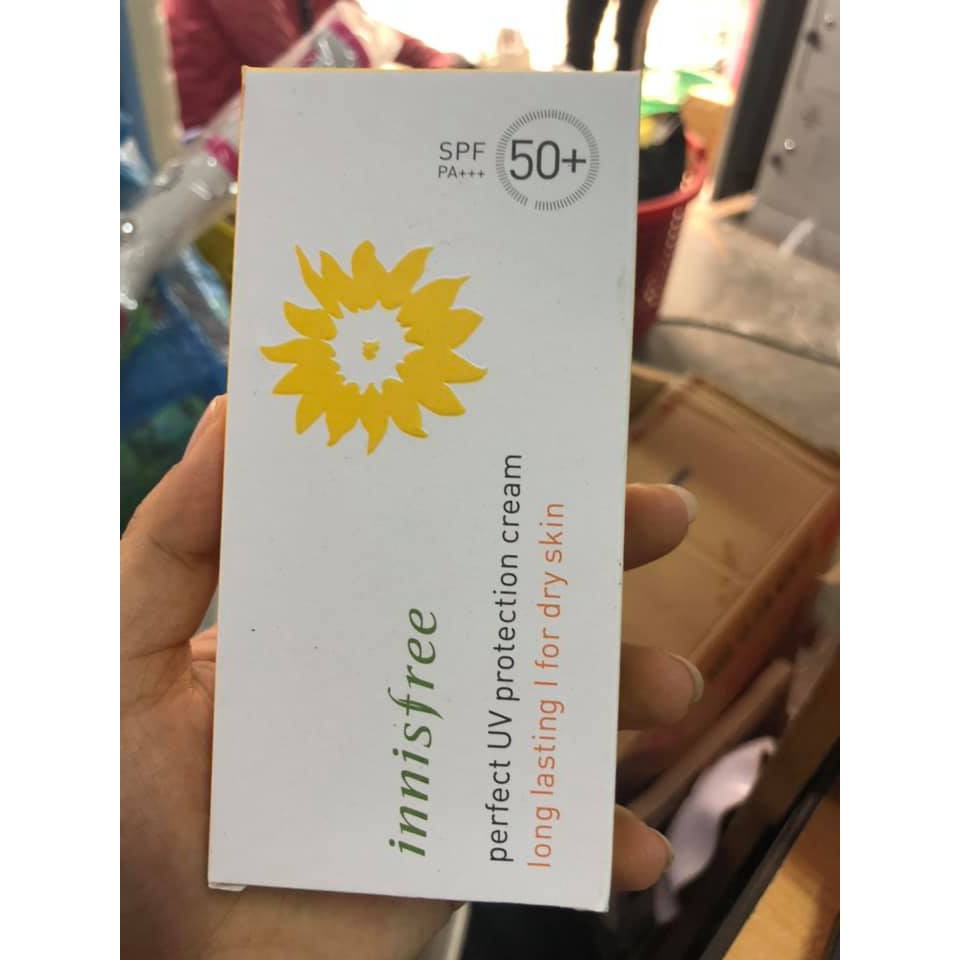 SPF
PA+++
50+
innisfree
perfect UV protection cream
long lasting l for dry skin